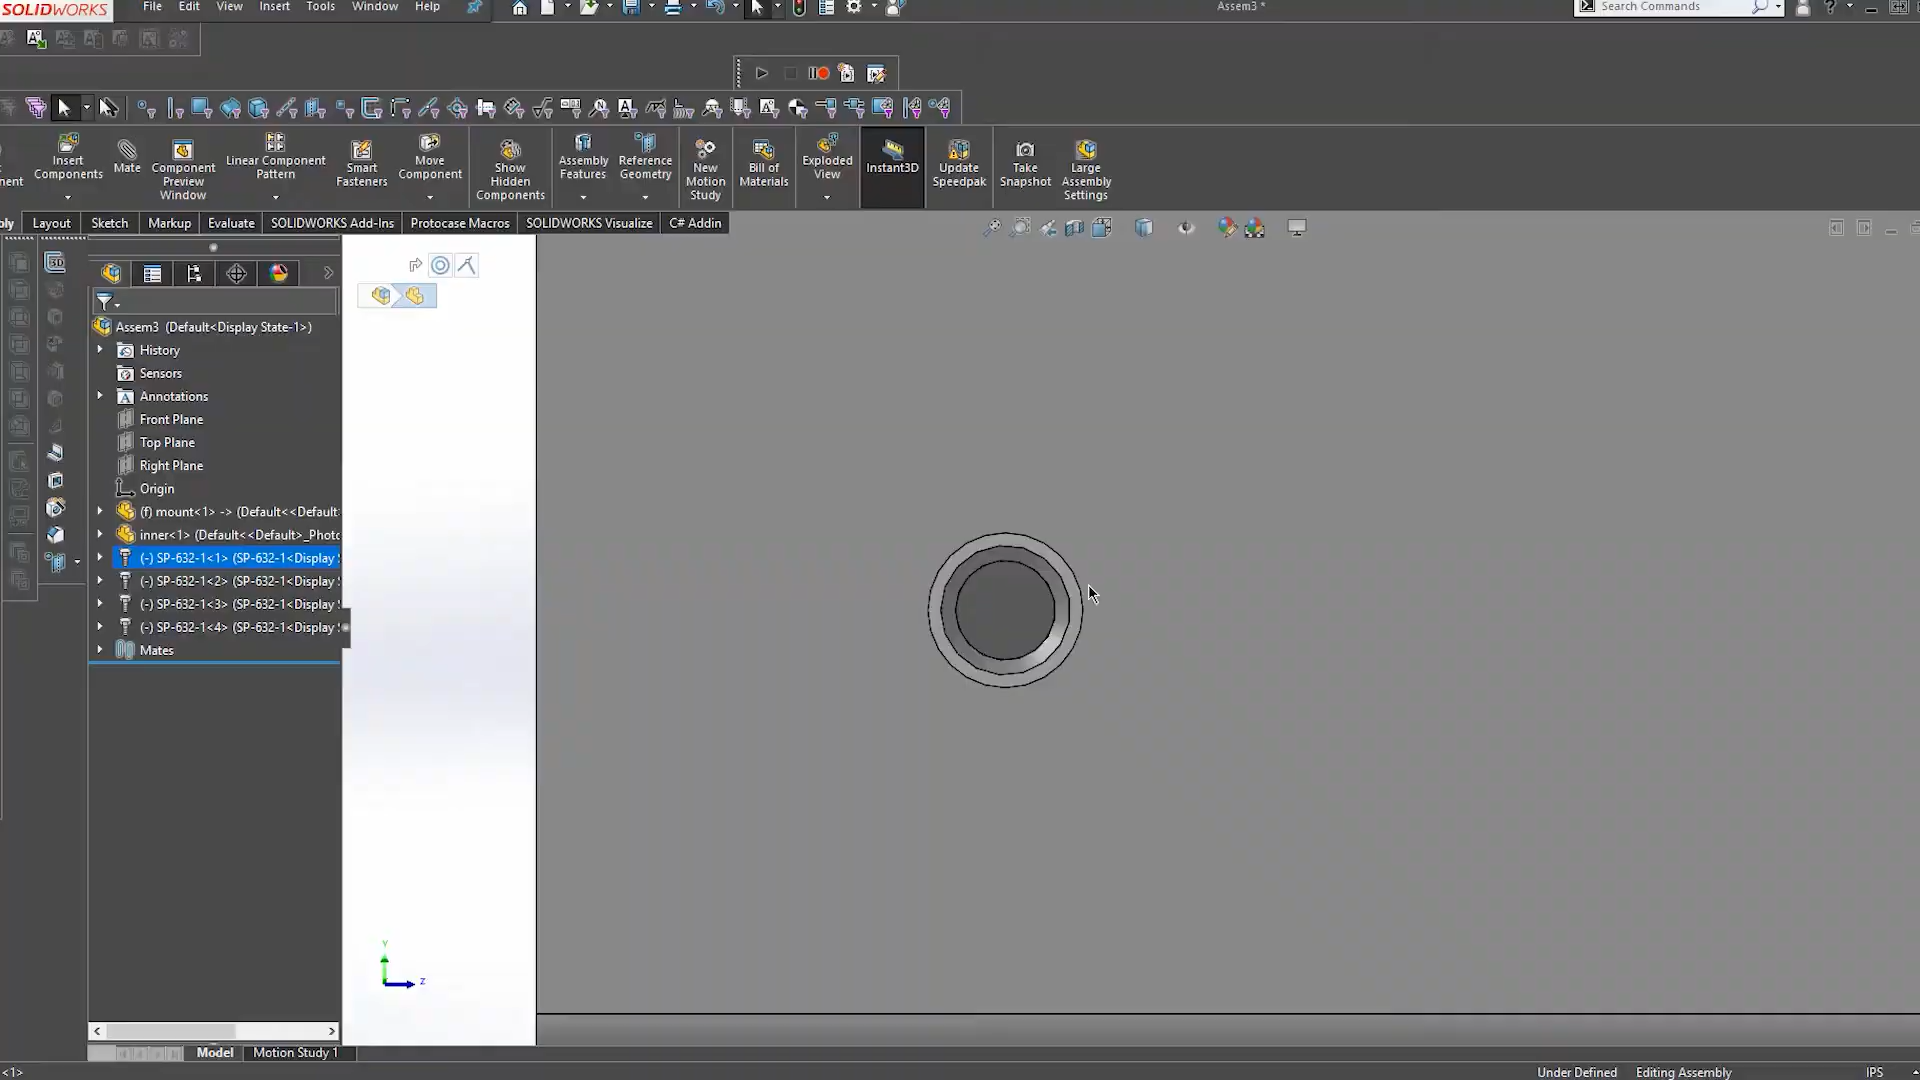 SOLIDWORKS
File Edit View Insert Tools Window Help
Assem3 *
Search Commands
Insert Components
Mate
Component Preview Window
Linear Component Pattern
Smart Fasteners
Move Component
Show Hidden Components
Assembly Features
Reference Geometry
New Motion Study
Bill of Materials
Exploded View
Instant3D
Update Speedpak
Take Snapshot
Large Assembly Settings
Layout Sketch Markup Evaluate SOLIDWORKS Add-Ins Protocase Macros SOLIDWORKS Visualize C# Addin
Assem3 (Default<Display State-1>)
History
Sensors
Annotations
Front Plane
Top Plane
Right Plane
Origin
(f) mount<1> -> (Default<<Default
inner<1> (Default<<Default>_Photo
(-) SP-632-1<1> (SP-632-1<Display
(-) SP-632-1<2> (SP-632-1<Display
(-) SP-632-1<3> (SP-632-1<Display
(-) SP-632-1<4> (SP-632-1<Display
Mates
Y
Z
Model Motion Study 1
<1> Under Defined Editing Assembly IPS